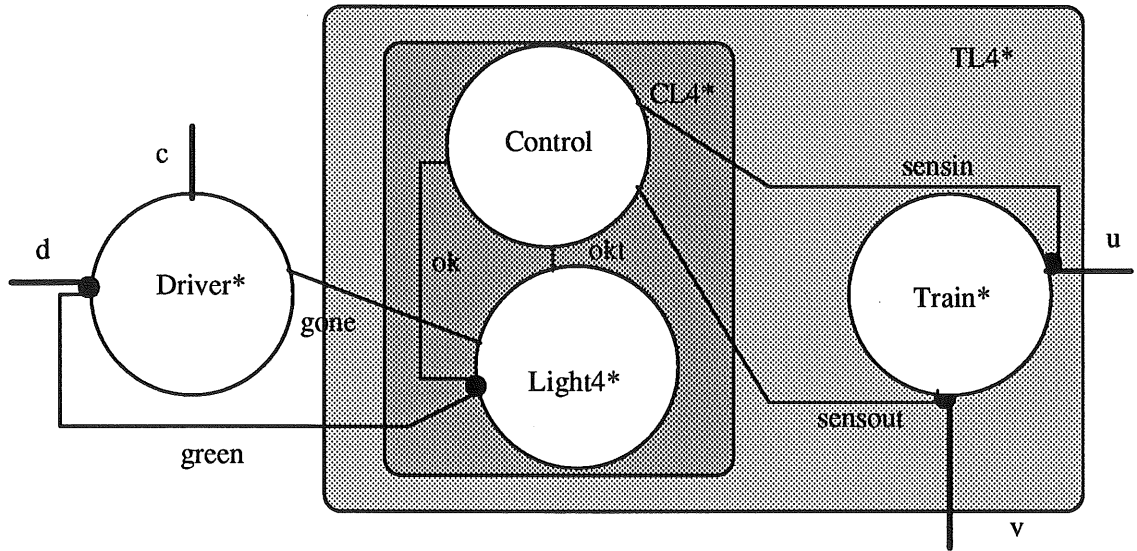 TL4*
CL4*
Control
c
sensin
d
ok
okt
u
Driver*
Train*
gone
Light4*
sensout
green
v